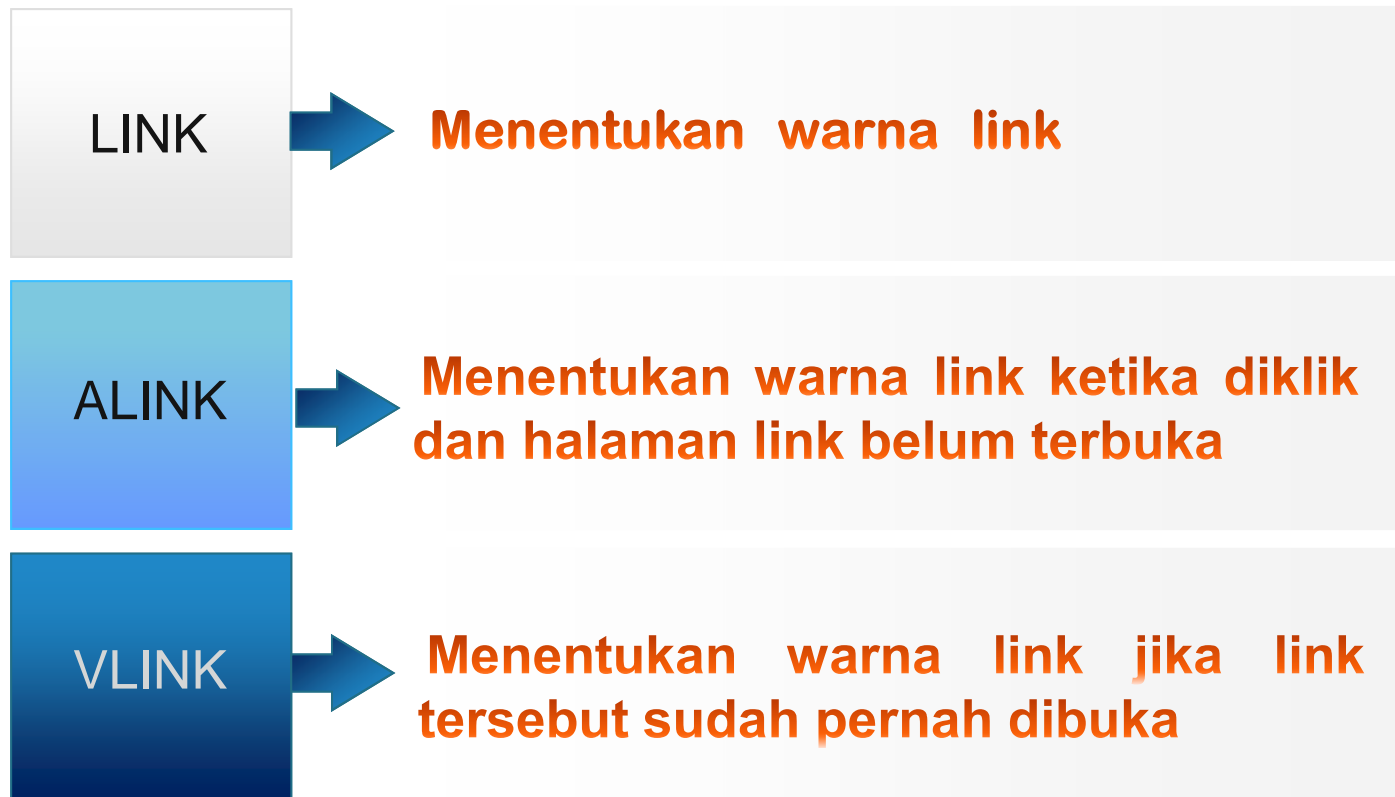 LINK
Menentukan warna link
ALINK
Menentukan warna link ketika diklik
dan halaman link belum terbuka
VLINK
Menentukan warna link jika link
tersebut sudah pernah dibuka